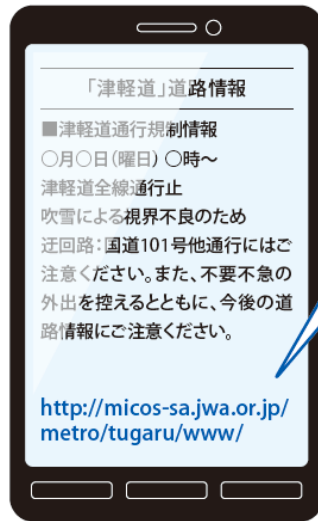 「津軽道」道路情報
■津軽道通行規制情報
○月○日（曜日） ○時～
津軽道全線通行止
吹雪による視界不良のため
迂回路：国道101号他通行にはご
注意ください。また、不要不急の
外出を控えるとともに、今後の道
路情報にご注意ください。
http://micos-sa.jwa.or.jp/
metro/tugaru/www/